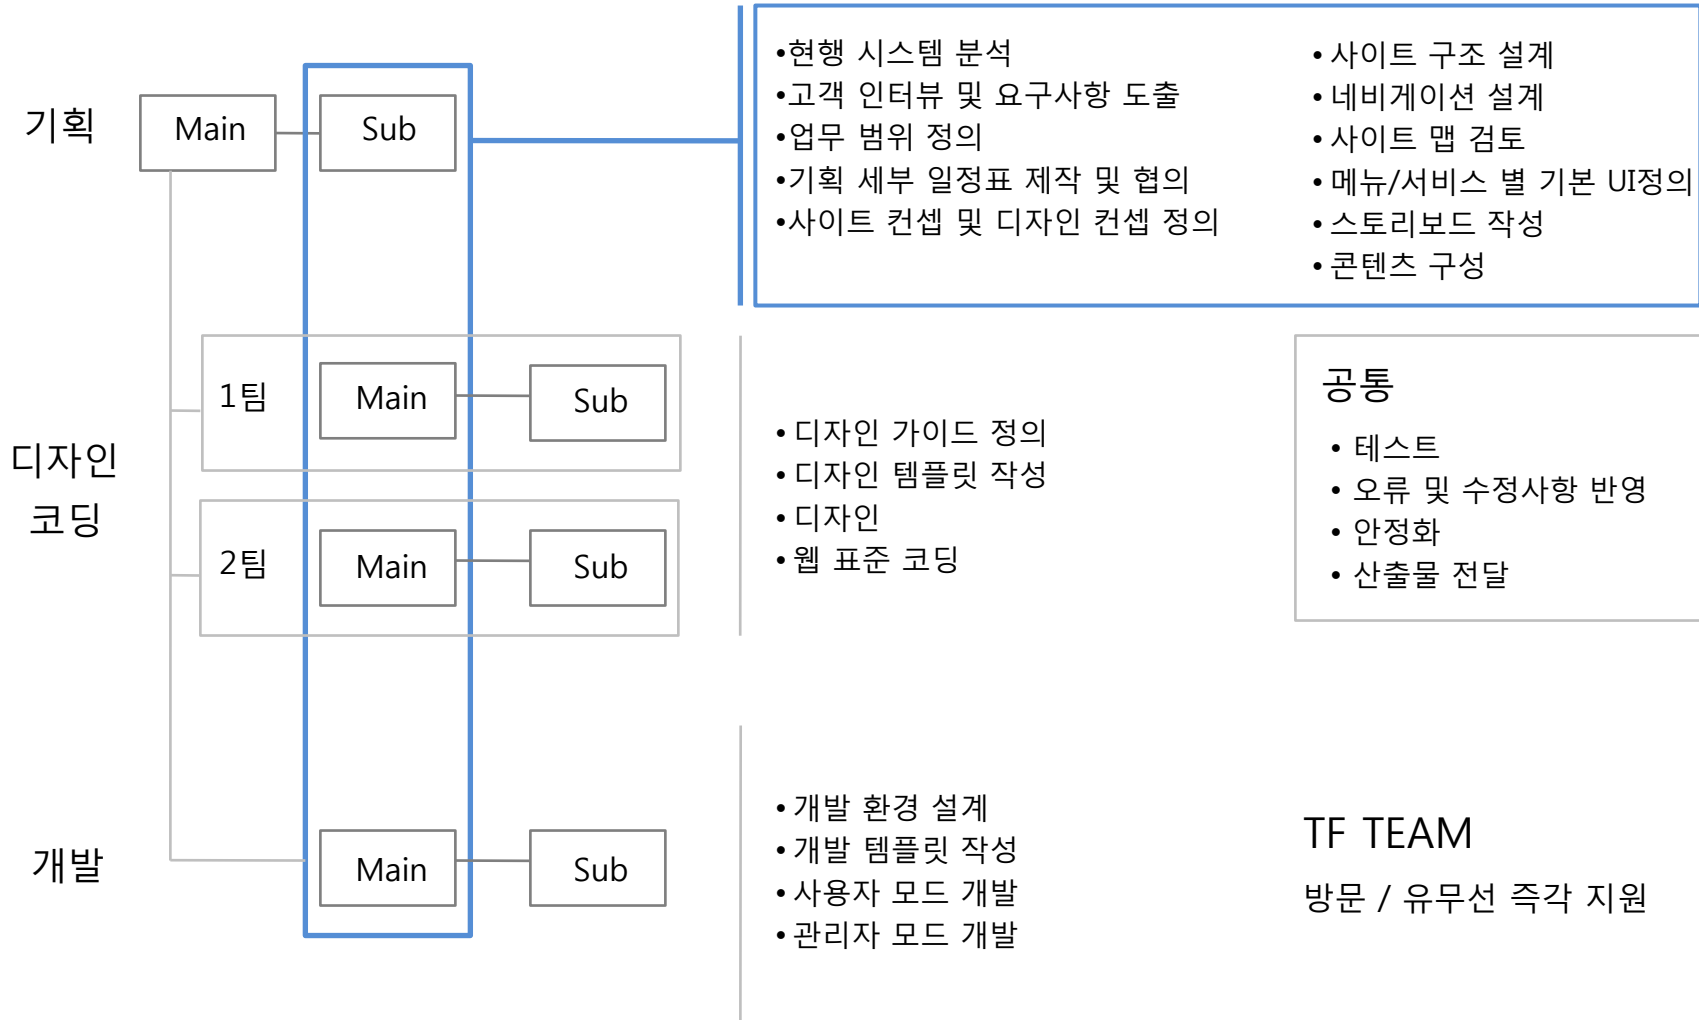 기획
Main
Sub
•현행 시스템 분석
•고객 인터뷰 및 요구사항 도출
•업무 범위 정의
•기획 세부 일정표 제작 및 협의
•사이트 컨셉 및 디자인 컨셉 정의
•사이트 구조 설계
•네비게이션 설계
•사이트 맵 검토
•메뉴/서비스 별 기본 UI정의
•스토리보드 작성
•콘텐츠 구성
디자인
코딩
1팀
Main
Sub
2팀
Main
Sub
•디자인 가이드 정의
•디자인 템플릿 작성
•디자인
•웹 표준 코딩
공통
• 테스트
• 오류 및 수정사항 반영
• 안정화
• 산출물 전달
개발
Main
Sub
•개발 환경 설계
•개발 템플릿 작성
•사용자 모드 개발
•관리자 모드 개발
TF TEAM
방문 / 유무선 즉각 지원